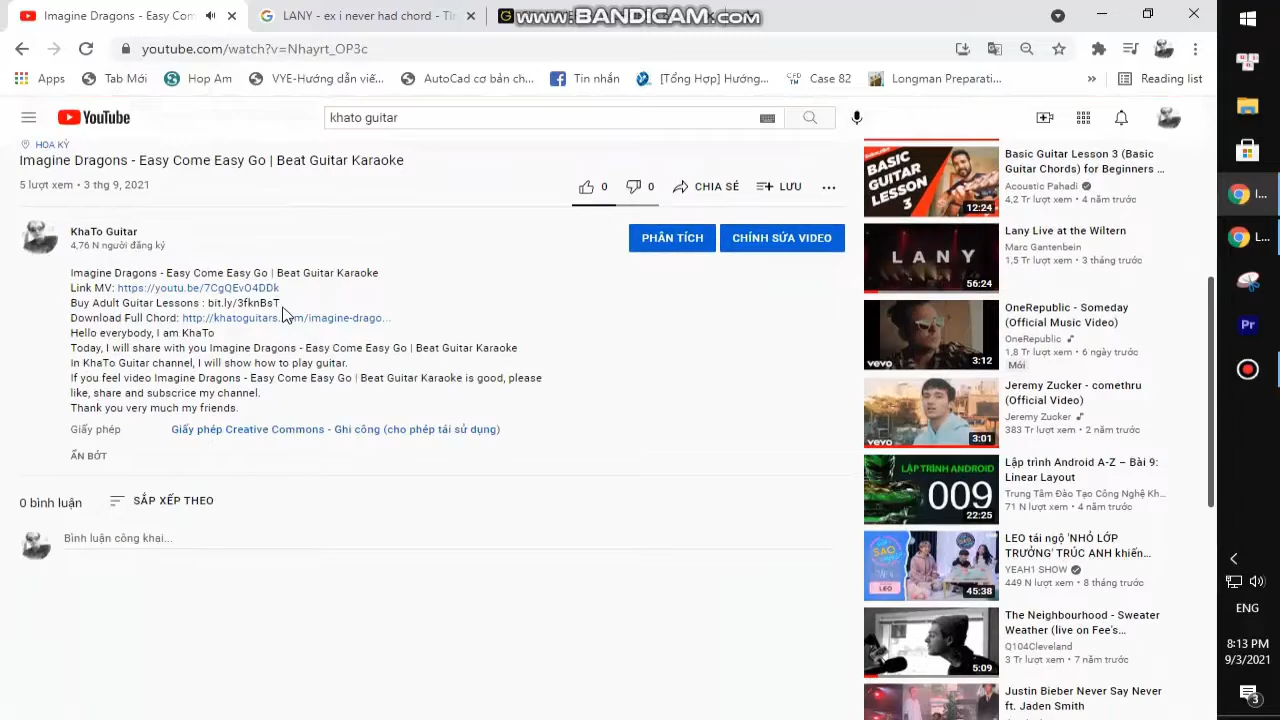 Imagine Dragons - Easy Com
LANY - ex i never had chord - T
www.BANDICAM.com
youtube.com/watch?v=Nhayrt_OP3c
Apps
Tab Mới
Hop Am
VYE-Hướng dẫn viế...
AutoCad cơ bản ch...
Tin nhắn
[Tổng Hợp] Hướng...
Case 82
Longman Preparati...
»
Reading list
YouTube
khato guitar
HOA KỲ
Imagine Dragons - Easy Come Easy Go | Beat Guitar Karaoke
5 lượt xem • 3 thg 9, 2021
0
0
CHIA SẺ
LƯU
KhaTo Guitar
4,76 N người đăng ký
PHÂN TÍCH
CHỈNH SỬA VIDEO
Imagine Dragons - Easy Come Easy Go | Beat Guitar Karaoke
Link MV: https://youtu.be/7CgQEvO4DDk
Buy Adult Guitar Lessons : bit.ly/3fknBsT
Download Full Chord: http://khatoguitars. /imagine-drago...
Hello everybody, I am KhaTo
Today, I will share with you Imagine Dragons - Easy Come Easy Go | Beat Guitar Karaoke
In KhaTo Guitar channel, I will show how to play guitar.
If you feel video Imagine Dragons - Easy Come Easy Go | Beat Guitar Karaoke is good, please
like, share and subscrice my channel.
Thank you very much my friends.
Giấy phép
Giấy phép Creative Commons - Ghi công (cho phép tái sử dụng)
ẨN BỚT
0 bình luận
SẮP XẾP THEO
Bình luận công khai...
BASIC
GUITAR
LESSON
3
12:24
Basic Guitar Lesson 3 (Basic
Guitar Chords) for Beginners ...
Acoustic Pahadi
4,2 Tr lượt xem • 4 năm trước
LANY
56:24
Lany Live at the Wiltern
Marc Gantenbein
1,5 Tr lượt xem • 3 tháng trước
vevo
3:12
OneRepublic - Someday
(Official Music Video)
OneRepublic
1,8 Tr lượt xem • 6 ngày trước
Mới
vevo
3:01
Jeremy Zucker - comethru
(Official Video)
Jeremy Zucker
383 Tr lượt xem • 2 năm trước
LẬP TRÌNH ANDROID
009
22:25
Lập trình Android A-Z – Bài 9:
Linear Layout
Trung Tâm Đào Tạo Công Nghệ Kh...
71 N lượt xem • 4 năm trước
SAO
LEO
45:38
LEO tái ngộ 'NHỎ LỚP
TRƯỞNG' TRÚC ANH khiến...
YEAH1 SHOW
449 N lượt xem • 8 tháng trước
5:09
The Neighbourhood - Sweater
Weather (live on Fee's...
Q104Cleveland
3 Tr lượt xem • 7 năm trước
Justin Bieber Never Say Never
ft. Jaden Smith
I...
L...
Pr
ENG
8:13 PM
9/3/2021
3